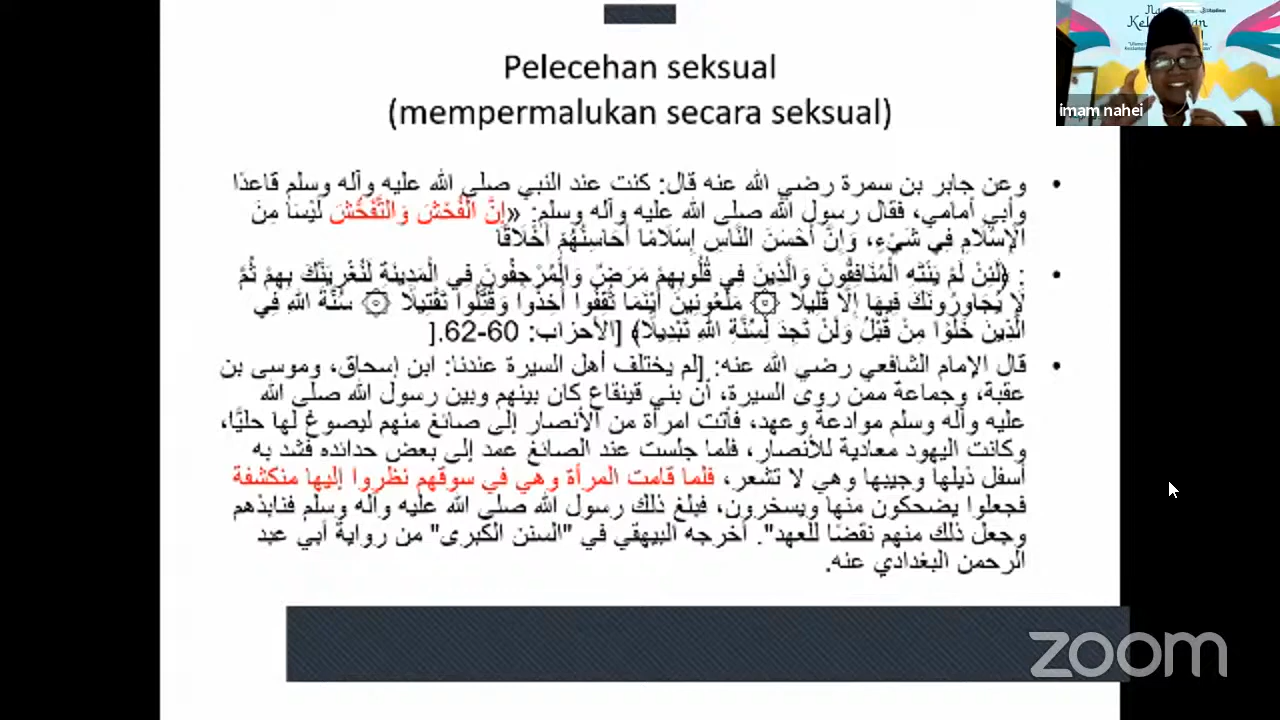 Pelecehan seksual
(mempermalukan secara seksual)
• وعن جابر بن سمرة رضي الله عنه قال: كنت عند النبي صلى الله عليه وآله وسلم قاعدًا
وأبي أمامي، فقال رسول الله صلى الله عليه وآله وسلم: «إِنَّ الْفُحْشَ وَالتَّفَحُّشَ لَيْسَا مِنَ
الْإِسْلَامِ فِي شَيْءٍ، وَإِنَّ أَحْسَنَ النَّاسِ إِسْلَامًا أَحَاسِنُهُمْ أَخْلَاقًا
• : ﴿لَئِنْ لَمْ يَنْتَهِ الْمُنَافِقُونَ وَالَّذِينَ فِي قُلُوبِهِمْ مَرَضٌ وَالْمُرْجِفُونَ فِي الْمَدِينَةِ لَنُغْرِيَنَّكَ بِهِمْ ثُمَّ
لَا يُجَاوِرُونَكَ فِيهَا إِلَّا قَلِيلًا ۞ مَلْعُونِينَ أَيْنَمَا ثُقِفُوا أُخِذُوا وَقُتِّلُوا تَقْتِيلًا ۞ سُنَّةَ اللهِ فِي
الَّذِينَ خَلَوْا مِنْ قَبْلُ وَلَنْ تَجِدَ لِسُنَّةِ اللهِ تَبْدِيلًا﴾ [الأحزاب: 60-62].
• قال الإمام الشافعي رضي الله عنه: [لم يختلف أهل السيرة عندنا: ابن إسحاق، وموسى بن
عقبة، وجماعة ممن روى السيرة، أن بني قينقاع كان بينهم وبين رسول الله صلى الله
عليه وآله وسلم موادعة وعهد، فأتت امرأة من الأنصار إلى صائغ منهم ليصوغ لها حليًّا،
وكانت اليهود معادية للأنصار، فلما جلست عند الصائغ عمد إلى بعض حدائده فشد به
أسفل ذيلها وجيبها وهي لا تشعر، فلما قامت المرأة وهي في سوقهم نظروا إليها منكشفة
فجعلوا يضحكون منها ويسخرون، فبلغ ذلك رسول الله صلى الله عليه وآله وسلم فنابذهم
وجعل ذلك منهم نقضًا للعهد". أخرجه البيهقي في "السنن الكبرى" من رواية أبي عبد
الرحمن البغدادي عنه.
imam nahei
zoom